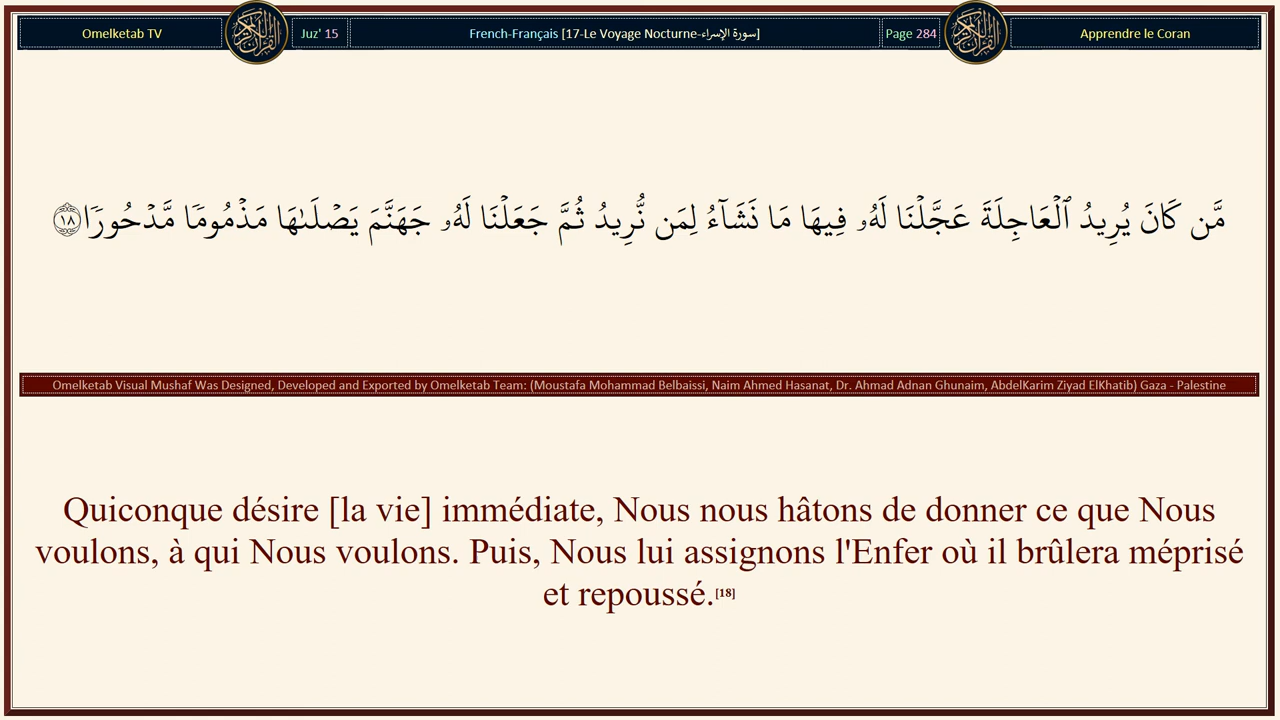 Omelketab TV
Juz' 15
French-Français [17-Le Voyage Nocturne-سورة الإسراء]
Page 284
Apprendre le Coran
مَّن كَانَ يُرِيدُ ٱلْعَاجِلَةَ عَجَّلْنَا لَهُۥ فِيهَا مَا نَشَآءُ لِمَن نُّرِيدُ ثُمَّ جَعَلْنَا لَهُۥ جَهَنَّمَ يَصْلَىٰهَا مَذْمُومًا مَّدْحُورًا ١٨
Omelketab Visual Mushaf Was Designed, Developed and Exported by Omelketab Team: (Moustafa Mohammad Belbaissi, Naim Ahmed Hasanat, Dr. Ahmad Adnan Ghunaim, AbdelKarim Ziyad ElKhatib) Gaza - Palestine
Quiconque désire [la vie] immédiate, Nous nous hâtons de donner ce que Nous
voulons, à qui Nous voulons. Puis, Nous lui assignons l'Enfer où il brûlera méprisé
et repoussé.[18]